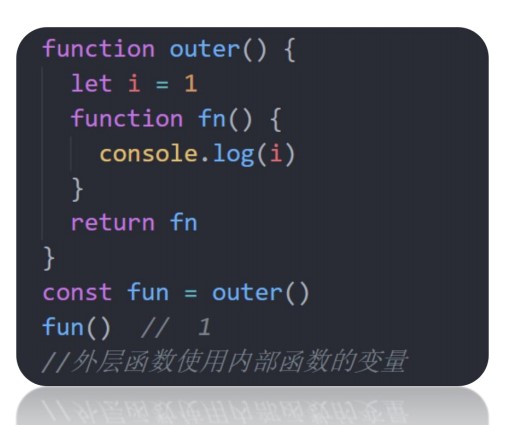 function outer() {
  let i = 1
  function fn() {
    console.log(i)
  }
  return fn
}
const fun = outer()
fun()  //  1
//外层函数使用内部函数的变量